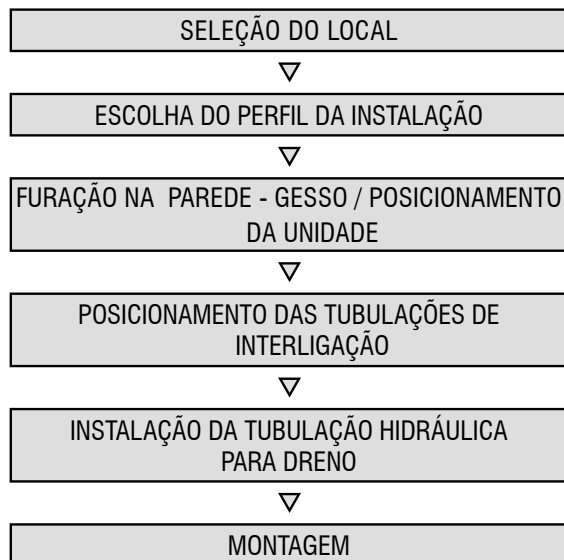 SELEÇÃO DO LOCAL
ESCOLHA DO PERFIL DA INSTALAÇÃO
FURAÇÃO NA PAREDE - GESSO / POSICIONAMENTO
DA UNIDADE
POSICIONAMENTO DAS TUBULAÇÕES DE
INTERLIGAÇÃO
INSTALAÇÃO DA TUBULAÇÃO HIDRÁULICA
PARA DRENO
MONTAGEM